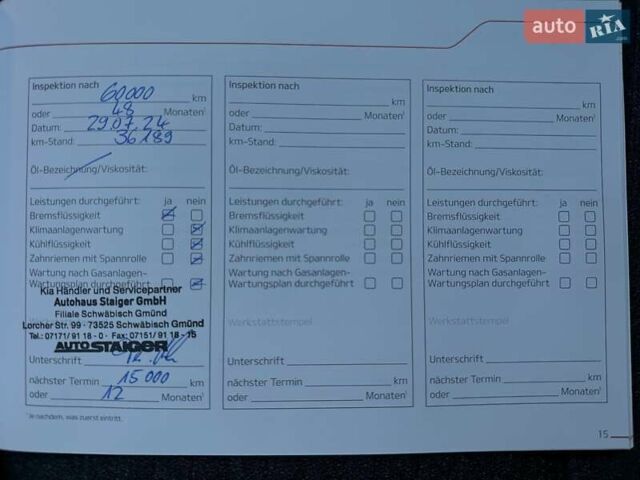 auto RIA .com
Inspektion nach 60000 km
oder 48 Monaten¹
Datum: 29.07.24
km-Stand: 36189
Öl-Bezeichnung/Viskosität:
Leistungen durchgeführt: ja nein
Bremsflüssigkeit
Klimaanlagenwartung
Kühlflüssigkeit
Zahnriemen mit Spannrolle
Wartung nach Gasanlagen-
Wartungsplan durchgeführt
Kia Händler und Servicepartner
Autohaus Staiger GmbH
Filiale Schwäbisch Gmünd
Lorcher Str. 99 · 73525 Schwäbisch Gmünd
Tel.: 07171/ 91 18 - 0 · Fax: 07151/ 91 18 - 15
AUTO STAIGER
Unterschrift
nächster Termin 15000 km
oder 12 Monaten¹
¹Je nachdem, was zuerst eintritt.
Inspektion nach
km
oder Monaten¹
Datum:
km-Stand:
Öl-Bezeichnung/Viskosität:
Leistungen durchgeführt: ja nein
Bremsflüssigkeit
Klimaanlagenwartung
Kühlflüssigkeit
Zahnriemen mit Spannrolle
Wartung nach Gasanlagen-
Wartungsplan durchgeführt
Werkstattstempel
Unterschrift
nächster Termin km
oder Monaten¹
Inspektion nach
km
oder Monaten¹
Datum:
km-Stand:
Öl-Bezeichnung/Viskosität:
Leistungen durchgeführt: ja nein
Bremsflüssigkeit
Klimaanlagenwartung
Kühlflüssigkeit
Zahnriemen mit Spannrolle
Wartung nach Gasanlagen-
Wartungsplan durchgeführt
Werkstattstempel
Unterschrift
nächster Termin km
oder Monaten¹
15